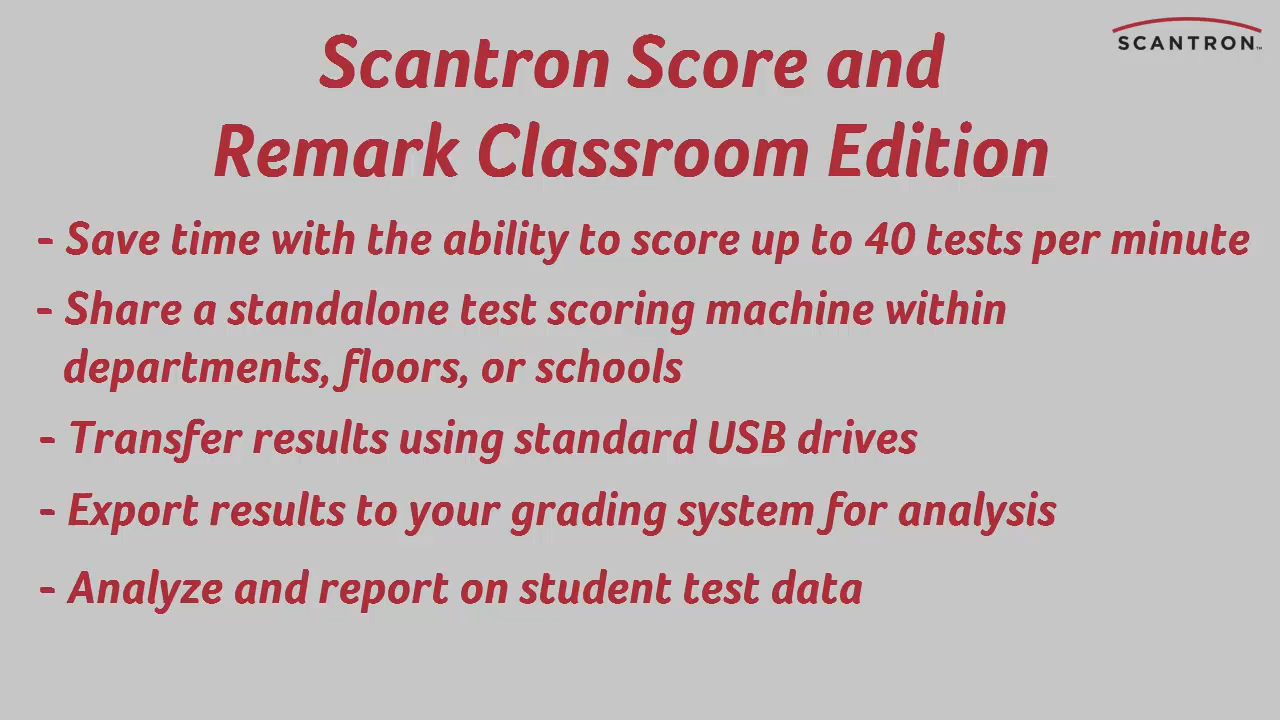 SCANTRON™
Scantron Score and
Remark Classroom Edition
- Save time with the ability to score up to 40 tests per minute
- Share a standalone test scoring machine within
departments, floors, or schools
- Transfer results using standard USB drives
- Export results to your grading system for analysis
- Analyze and report on student test data